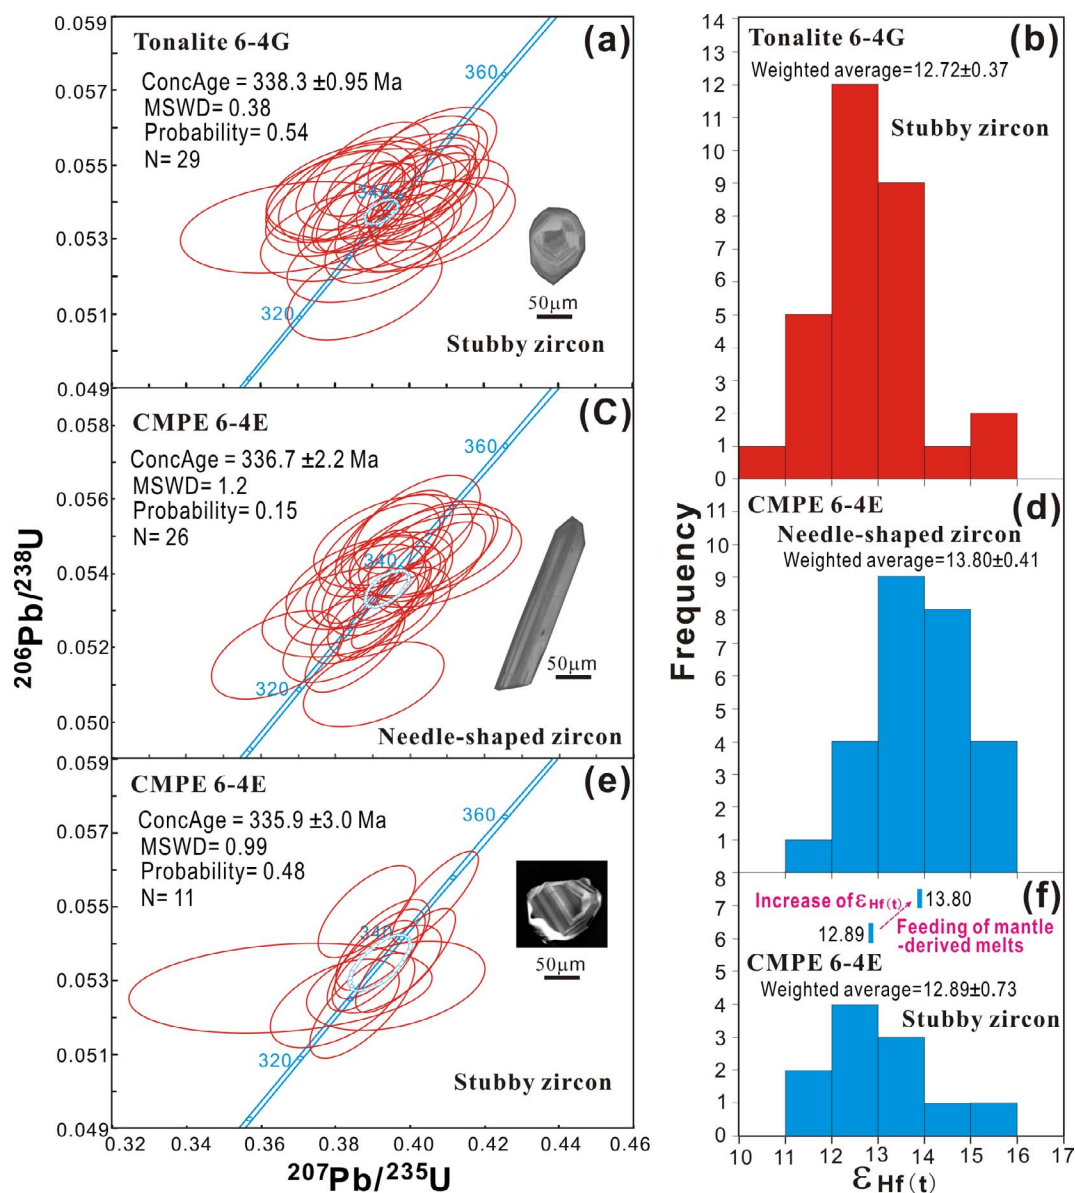 (a)
Tonalite 6-4G
ConcAge = 338.3 ±0.95 Ma
MSWD= 0.38
Probability= 0.54
N= 29
360
340
320
50μm
Stubby zircon
0.059
0.057
0.055
0.053
0.051
0.049
(C)
CMPE 6-4E
ConcAge = 336.7 ±2.2 Ma
MSWD= 1.2
Probability= 0.15
N= 26
360
340
320
50μm
Needle-shaped zircon
0.058
0.056
0.054
0.052
0.050
206Pb/238U
(e)
CMPE 6-4E
ConcAge = 335.9 ±3.0 Ma
MSWD= 0.99
Probability= 0.48
N= 11
360
340
320
50μm
Stubby zircon
0.059
0.057
0.055
0.053
0.051
0.049
0.32 0.34 0.36 0.38 0.40 0.42 0.44 0.46
207Pb/235U
(b)
Tonalite 6-4G
Weighted average=12.72±0.37
Stubby zircon
14
13
12
11
10
9
8
7
6
5
4
3
2
1
0
(d)
CMPE 6-4E
Needle-shaped zircon
Weighted average=13.80±0.41
11
10
9
8
7
6
5
4
3
2
1
0
Frequency
(f)
Increase of εHf(t)
13.80
12.89
Feeding of mantle
-derived melts
CMPE 6-4E
Weighted average=12.89±0.73
Stubby zircon
8
7
6
5
4
3
2
1
0
10 11 12 13 14 15 16 17
εHf(t)